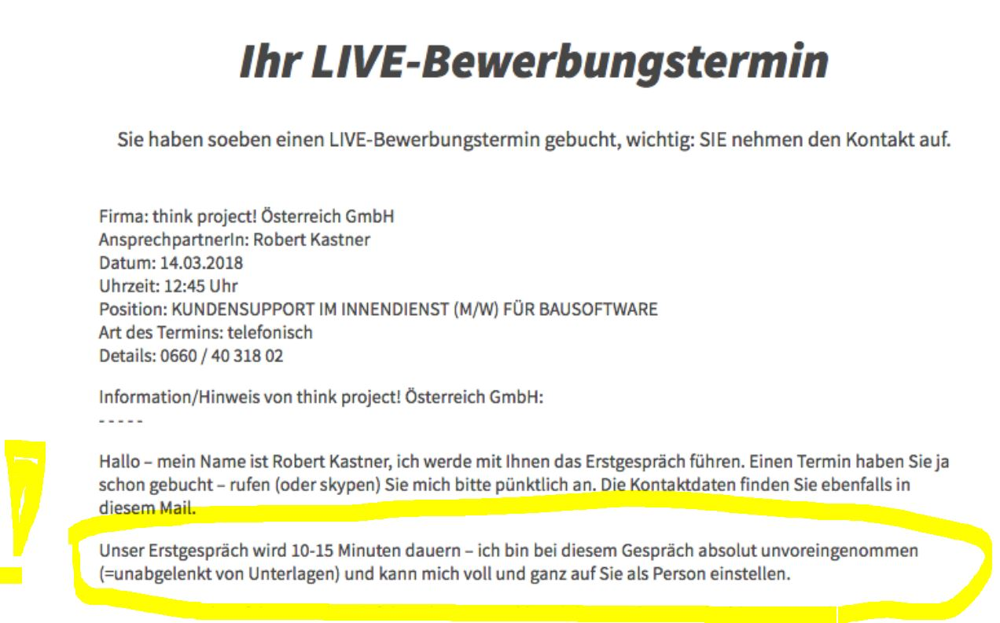 Ihr LIVE-Bewerbungstermin
Sie haben soeben einen LIVE-Bewerbungstermin gebucht, wichtig: SIE nehmen den Kontakt auf.
Firma: think project! Österreich GmbH
AnsprechpartnerIn: Robert Kastner
Datum: 14.03.2018
Uhrzeit: 12:45 Uhr
Position: KUNDENSUPPORT IM INNENDIENST (M/W) FÜR BAUSOFTWARE
Art des Termins: telefonisch
Details: 0660 / 40 318 02
Information/Hinweis von think project! Österreich GmbH:
- - - - -
Hallo – mein Name ist Robert Kastner, ich werde mit Ihnen das Erstgespräch führen. Einen Termin haben Sie ja
schon gebucht – rufen (oder skypen) Sie mich bitte pünktlich an. Die Kontaktdaten finden Sie ebenfalls in
diesem Mail.
!
Unser Erstgespräch wird 10-15 Minuten dauern – ich bin bei diesem Gespräch absolut unvoreingenommen
(=unabgelenkt von Unterlagen) und kann mich voll und ganz auf Sie als Person einstellen.